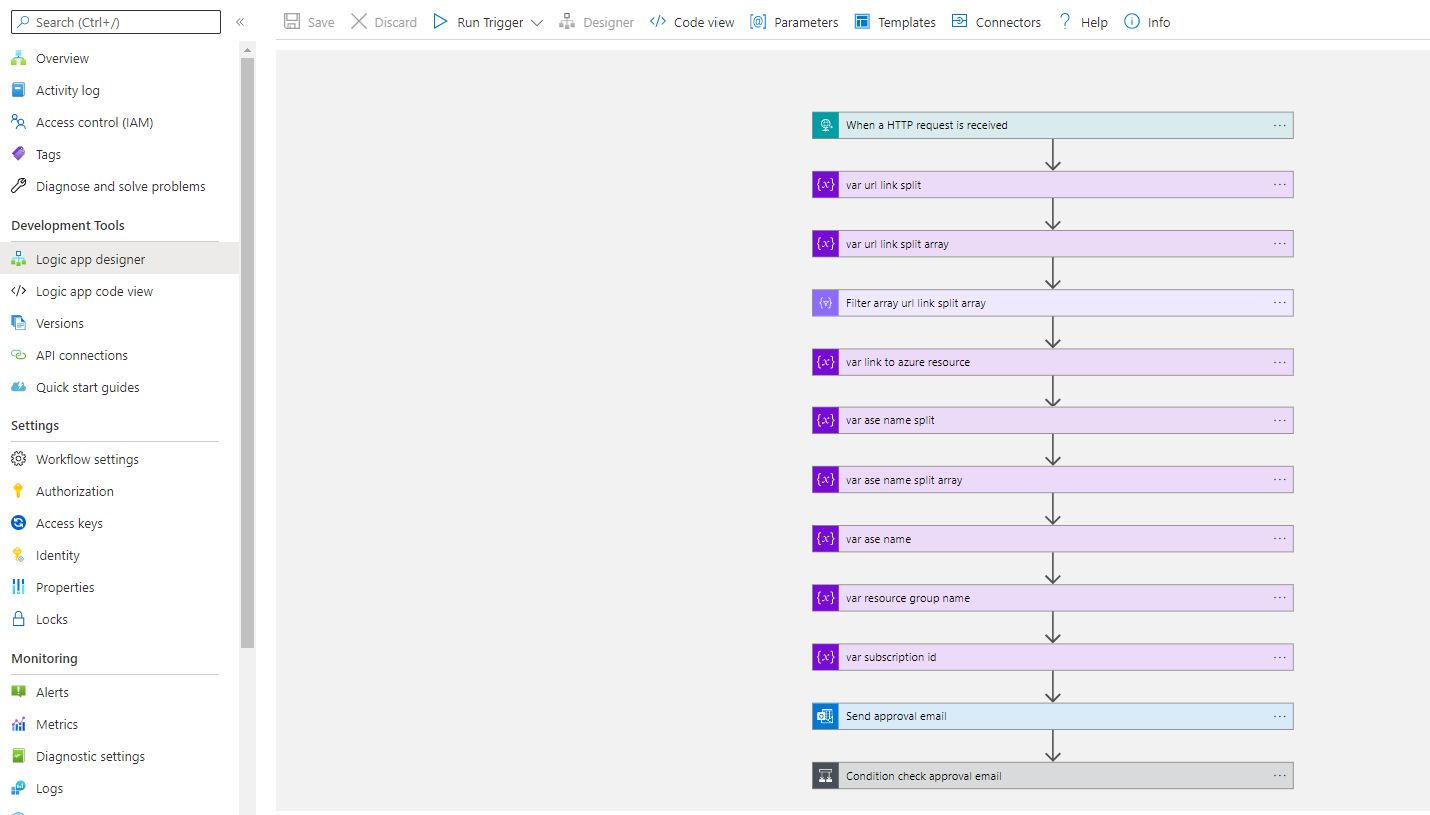 Search (Ctrl+/)
«
Overview
Activity log
Access control (IAM)
Tags
Diagnose and solve problems
Development Tools
Logic app designer
Logic app code view
Versions
API connections
Quick start guides
Settings
Workflow settings
Authorization
Access keys
Identity
Properties
Locks
Monitoring
Alerts
Metrics
Diagnostic settings
Logs
Save Discard Run Trigger Designer Code view Parameters Templates Connectors Help Info
When a HTTP request is received ...
{x} var url link split ...
{x} var url link split array ...
Filter array url link split array ...
{x} var link to azure resource ...
{x} var ase name split ...
{x} var ase name split array ...
{x} var ase name ...
{x} var resource group name ...
{x} var subscription id ...
Send approval email ...
Condition check approval email ...